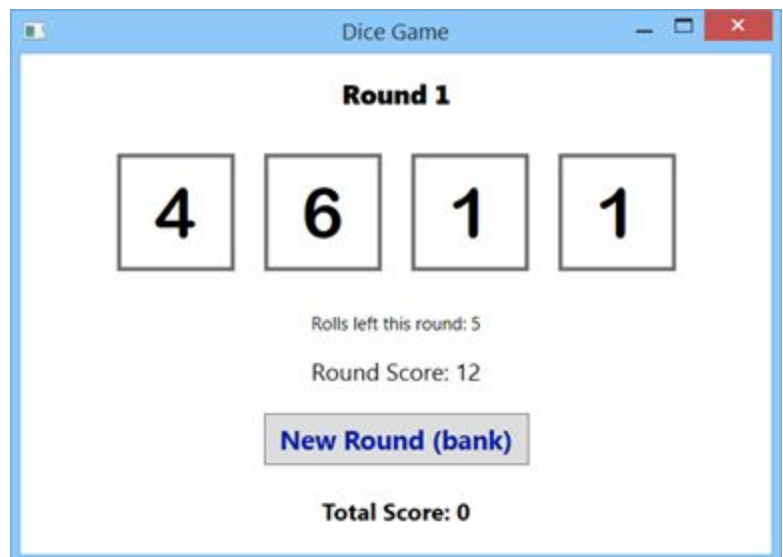 Dice Game
Round 1
4 6 1 1
Rolls left this round: 5
Round Score: 12
New Round (bank)
Total Score: 0